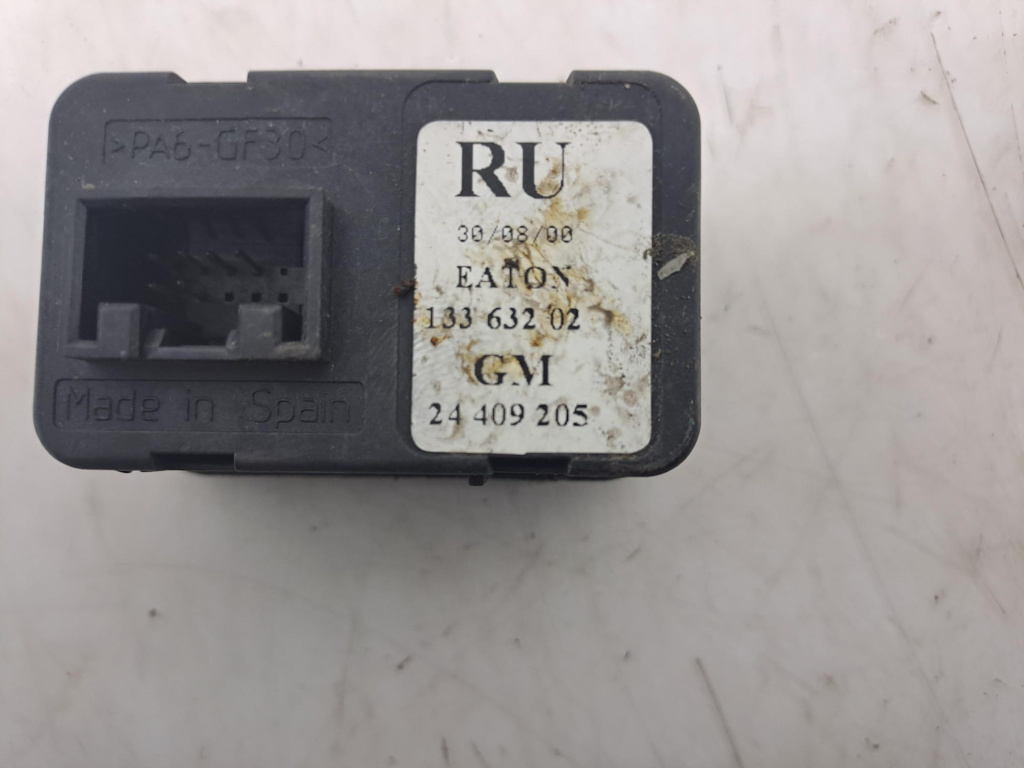 >PA6-GF30<
Made in Spain
RU
30/08/00
EATON
133 632 02
GM
24 409 205